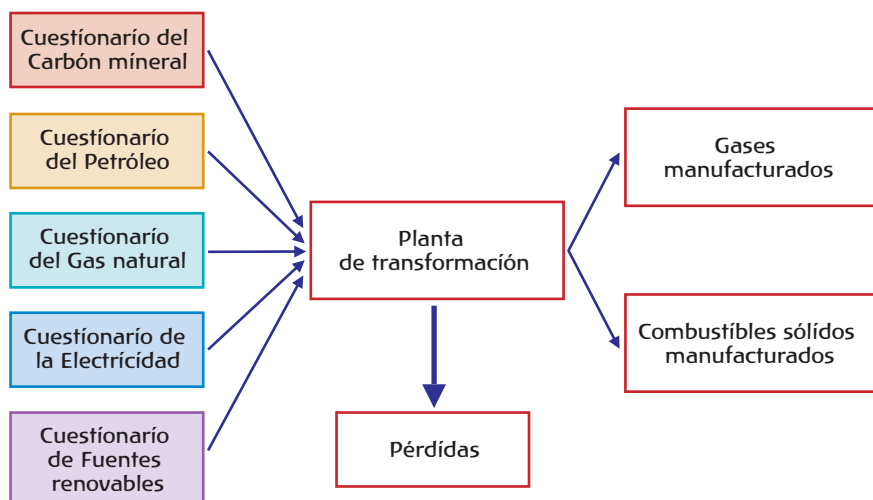 Cuestionario del
Carbón mineral
Cuestionario
del Petróleo
Cuestionario
del Gas natural
Cuestionario de
la Electricidad
Cuestionario
de Fuentes
renovables
Planta
de transformación
Pérdidas
Gases
manufacturados
Combustibles sólidos
manufacturados